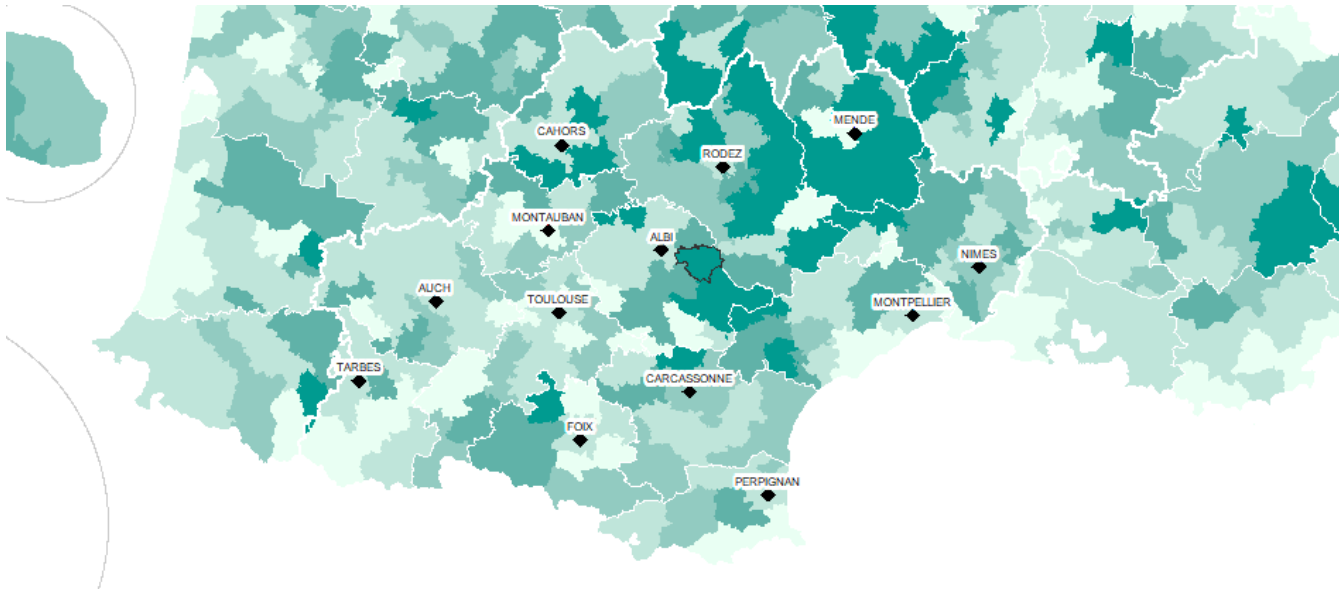 MENDE
CAHORS
RODEZ
MONTAUBAN
ALBI
NIMES
AUCH
TOULOUSE
MONTPELLIER
TARBES
CARCASSONNE
FOIX
PERPIGNAN